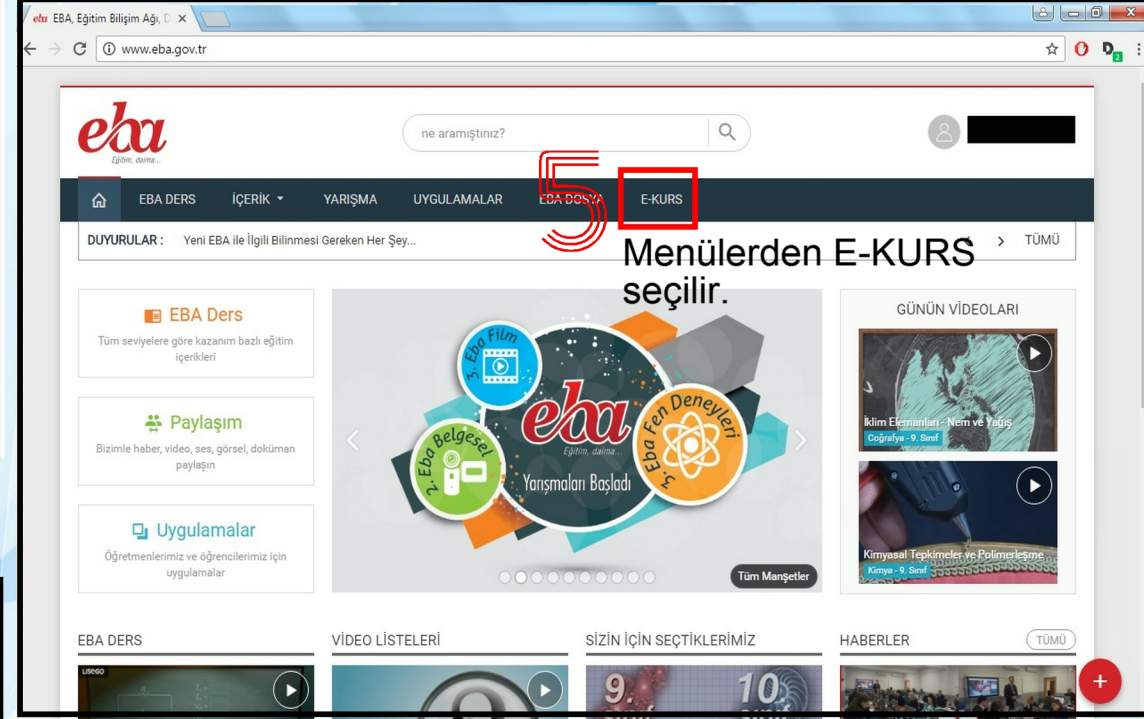 eba EBA, Eğitim Bilişim Ağı, D
www.eba.gov.tr
eba
Eğitim, daima...
ne aramıştınız?
5
EBA DERS İÇERİK YARIŞMA UYGULAMALAR EBA DOSYA E-KURS
DUYURULAR : Yeni EBA ile İlgili Bilinmesi Gereken Her Şey... TÜMÜ
Menülerden E-KURS
seçilir.
EBA Ders
Tüm seviyelere göre kazanım bazlı eğitim
içerikleri
Paylaşım
Bizimle haber, video, ses, görsel, doküman
paylaşın
Uygulamalar
Öğretmenlerimiz ve öğrencilerimiz için
uygulamalar
3. Eba Film
2. Eba Belgesel
eba
Eğitim, daima...
Yarışmaları Başladı
3. Eba Fen Deneyleri
Tüm Manşetler
GÜNÜN VİDEOLARI
İklim Elemanları - Nem ve Yağış
Coğrafya - 9. Sınıf
Kimyasal Tepkimeler ve Polimerleşme
Kimya - 9. Sınıf
EBA DERS VİDEO LİSTELERİ SİZİN İÇİN SEÇTİKLERİMİZ HABERLER TÜMÜ
9. 10.